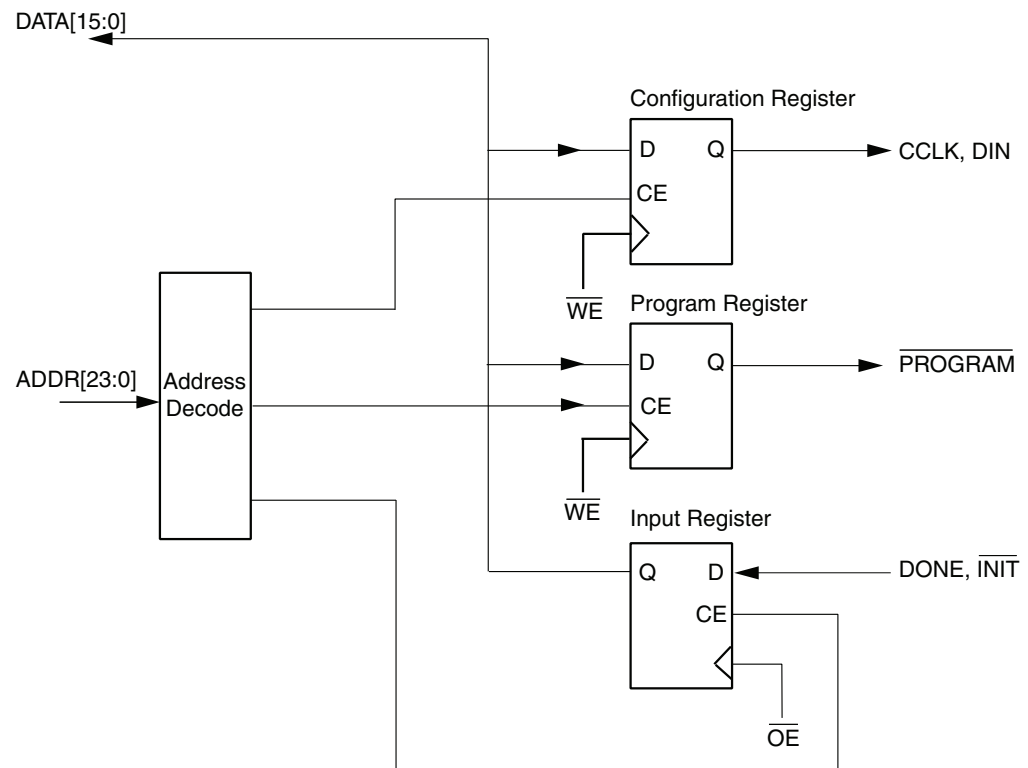 DATA[15:0]
Configuration Register
D
Q
CCLK, DIN
CE
WE
Program Register
D
Q
PROGRAM
ADDR[23:0]
Address
Decode
CE
WE
Input Register
Q
D
DONE, INIT
CE
OE